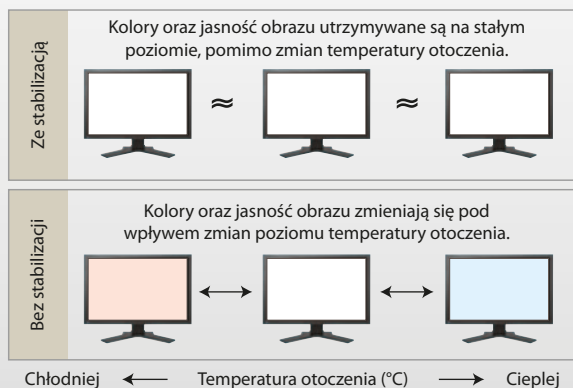 Ze stabilizacją
Kolory oraz jasność obrazu utrzymywane są na stałym
poziomie, pomimo zmian temperatury otoczenia.
≈ ≈
Bez stabilizacji
Kolory oraz jasność obrazu zmieniają się pod
wpływem zmian poziomu temperatury otoczenia.
Chłodniej ← Temperatura otoczenia (°C) → Cieplej